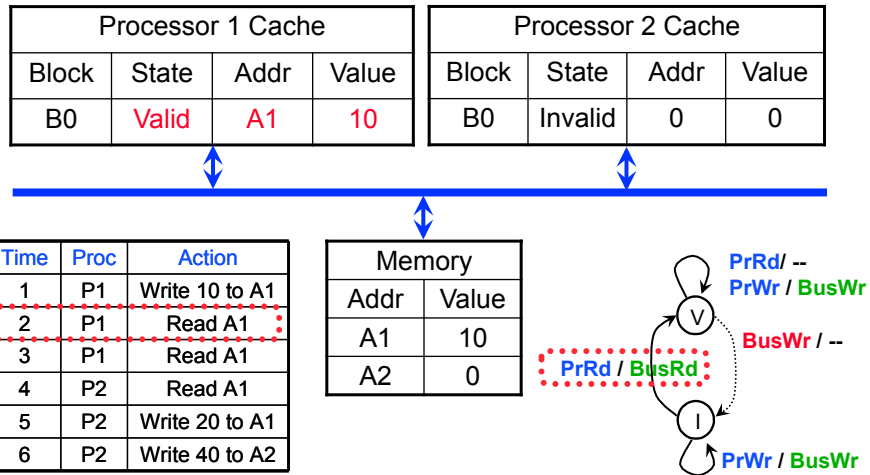 Processor 1 Cache
Block State Addr Value
B0 Valid A1 10
Processor 2 Cache
Block State Addr Value
B0 Invalid 0 0
Time Proc Action
1 P1 Write 10 to A1
2 P1 Read A1
3 P1 Read A1
4 P2 Read A1
5 P2 Write 20 to A1
6 P2 Write 40 to A2
Memory
Addr Value
A1 10
A2 0
PrRd/ --
PrWr / BusWr
V
BusWr / --
PrRd / BusRd
I
PrWr / BusWr